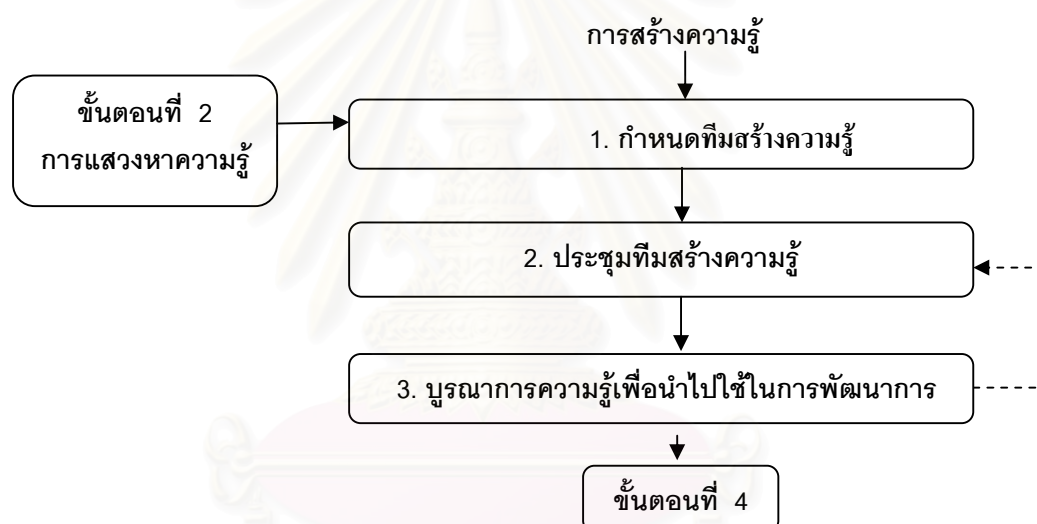 การสร้างความรู้
ขั้นตอนที่ 2
การแสวงหาความรู้
1. กำหนดทีมสร้างความรู้
2. ประชุมทีมสร้างความรู้
3. บูรณาการความรู้เพื่อนำไปใช้ในการพัฒนาการ
ขั้นตอนที่ 4